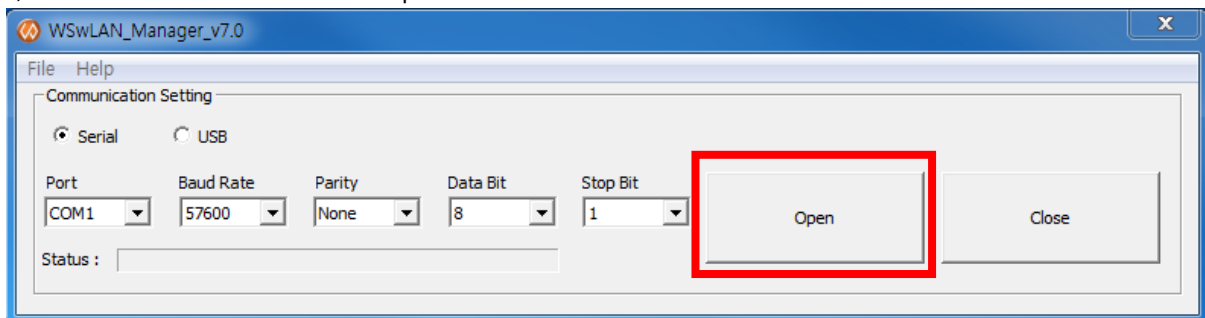 WSwLAN_Manager_v7.0
File Help
Communication Setting
Serial USB
Port Baud Rate Parity Data Bit Stop Bit
COM1 57600 None 8 1 Open Close
Status :